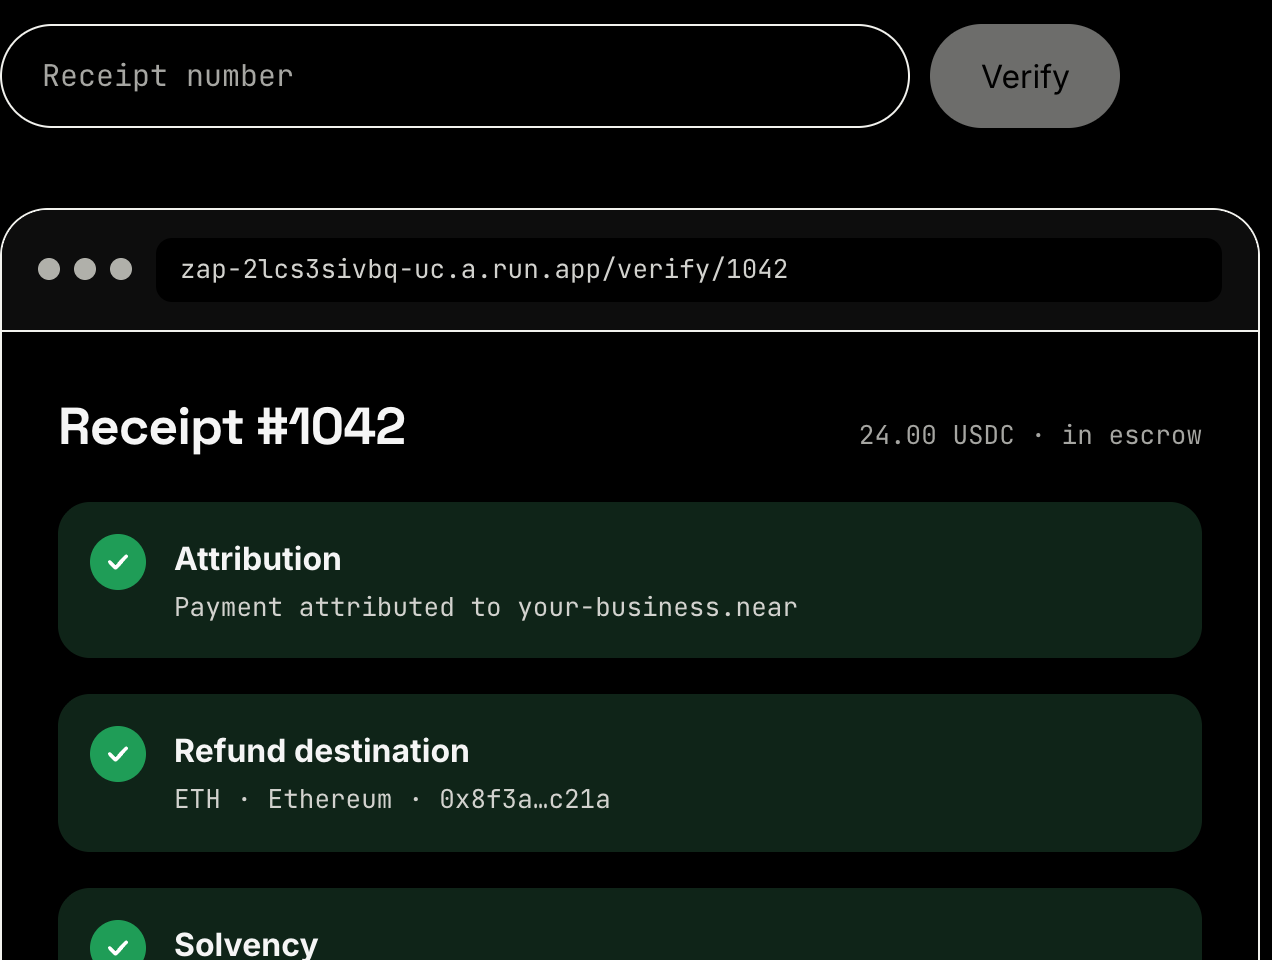 Receipt number
Verify
zap-2lcs3sivbq-uc.a.run.app/verify/1042
Receipt #1042
24.00 USDC · in escrow
Attribution
Payment attributed to your-business.near
Refund destination
ETH · Ethereum · 0x8f3a…c21a
Solvency